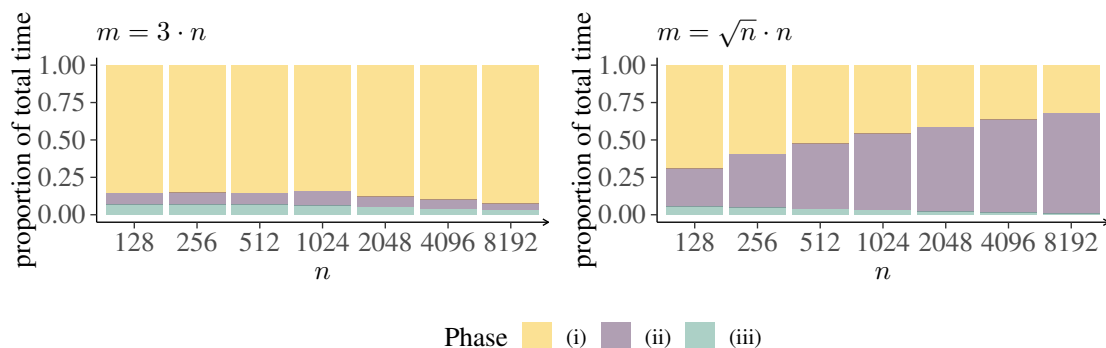 m = 3 · n
proportion of total time
1.00
0.75
0.50
0.25
0.00
128 256 512 1024 2048 4096 8192
n
m = √n · n
proportion of total time
1.00
0.75
0.50
0.25
0.00
128 256 512 1024 2048 4096 8192
n
Phase (i) (ii) (iii)